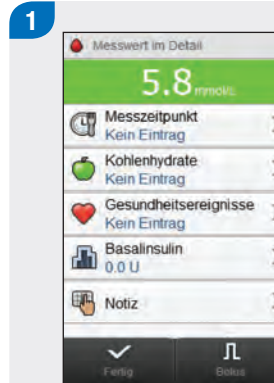 1
Messwert im Detail
5.8 mmol/L
Messzeitpunkt
Kein Eintrag
Kohlenhydrate
Kein Eintrag
Gesundheitsereignisse
Kein Eintrag
Basalinsulin
0.0 U
Notiz
Fertig
Bolus